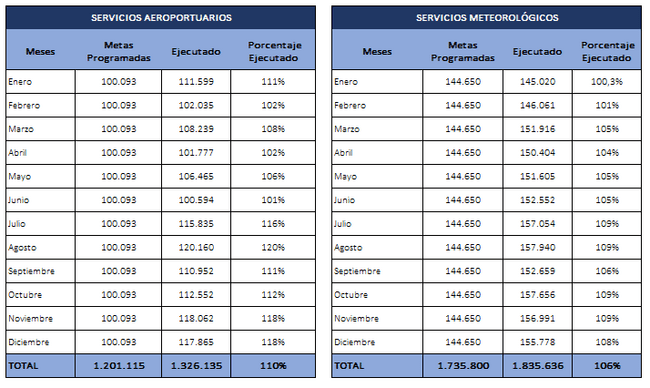 SERVICIOS AEROPORTUARIOS
Meses Metas Programadas Ejecutado Porcentaje Ejecutado
Enero 100.093 111.599 111%
Febrero 100.093 102.035 102%
Marzo 100.093 108.239 108%
Abril 100.093 101.777 102%
Mayo 100.093 106.465 106%
Junio 100.093 100.594 101%
Julio 100.093 115.835 116%
Agosto 100.093 120.160 120%
Septiembre 100.093 110.952 111%
Octubre 100.093 112.552 112%
Noviembre 100.093 118.062 118%
Diciembre 100.093 117.865 118%
TOTAL 1.201.115 1.326.135 110%
SERVICIOS METEOROLÓGICOS
Meses Metas Programadas Ejecutado Porcentaje Ejecutado
Enero 144.650 145.020 100,3%
Febrero 144.650 146.061 101%
Marzo 144.650 151.916 105%
Abril 144.650 150.404 104%
Mayo 144.650 151.605 105%
Junio 144.650 152.552 105%
Julio 144.650 157.054 109%
Agosto 144.650 157.940 109%
Septiembre 144.650 152.659 106%
Octubre 144.650 157.656 109%
Noviembre 144.650 156.991 109%
Diciembre 144.650 155.778 108%
TOTAL 1.735.800 1.835.636 106%